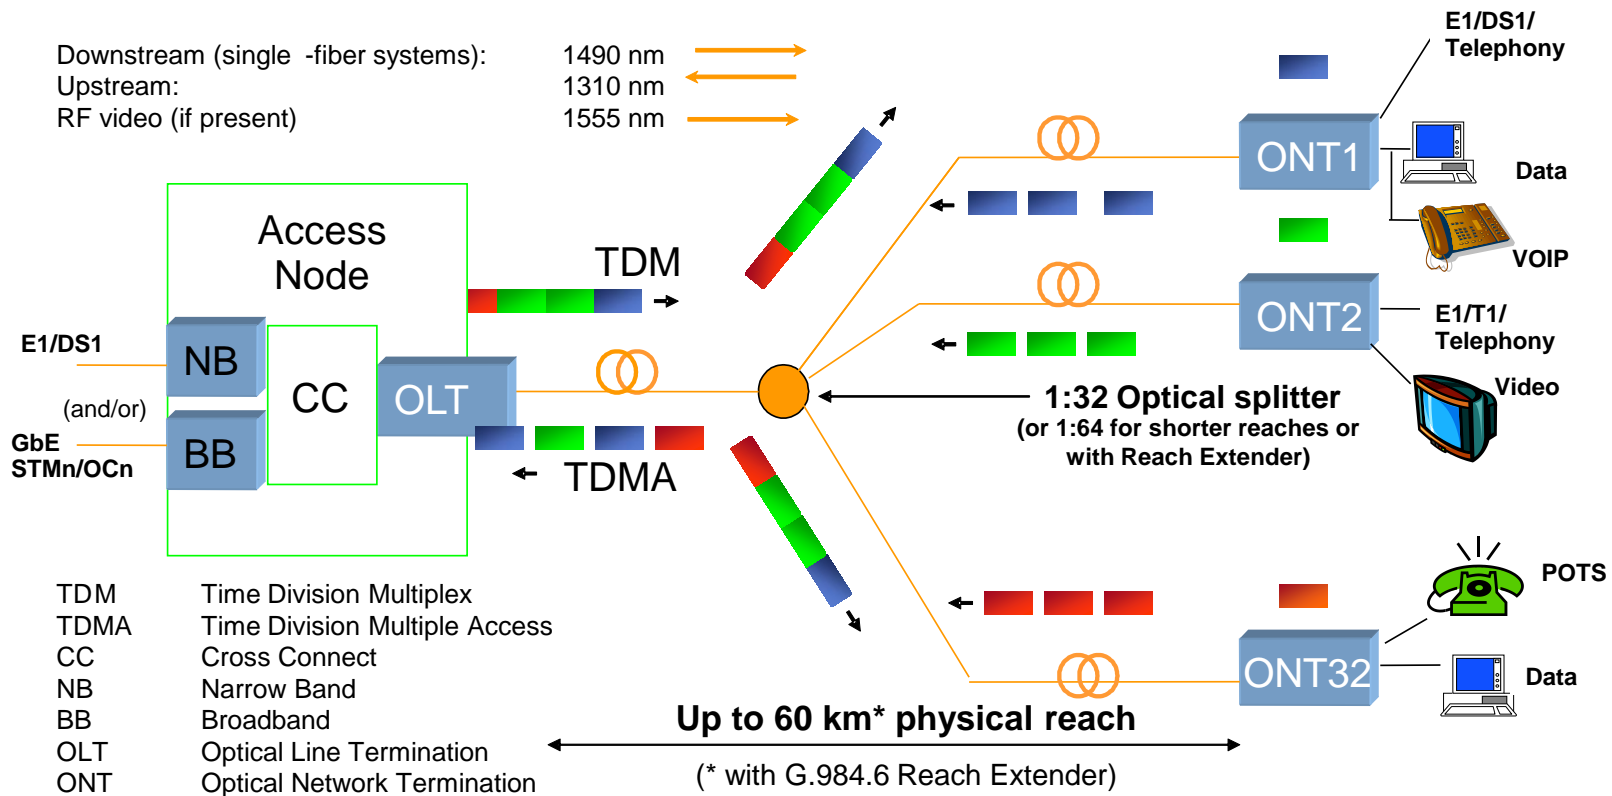 Downstream (single -fiber systems): 1490 nm
Upstream: 1310 nm
RF video (if present) 1555 nm
E1/DS1/
Telephony
ONT1
Data
VOIP
Access
Node
TDM
NB
CC
OLT
BB
E1/DS1
(and/or)
GbE
STMn/OCn
TDMA
ONT2
E1/T1/
Telephony
Video
1:32 Optical splitter
(or 1:64 for shorter reaches or
with Reach Extender)
POTS
ONT32
Data
Up to 60 km* physical reach
(* with G.984.6 Reach Extender)
TDM Time Division Multiplex
TDMA Time Division Multiple Access
CC Cross Connect
NB Narrow Band
BB Broadband
OLT Optical Line Termination
ONT Optical Network Termination